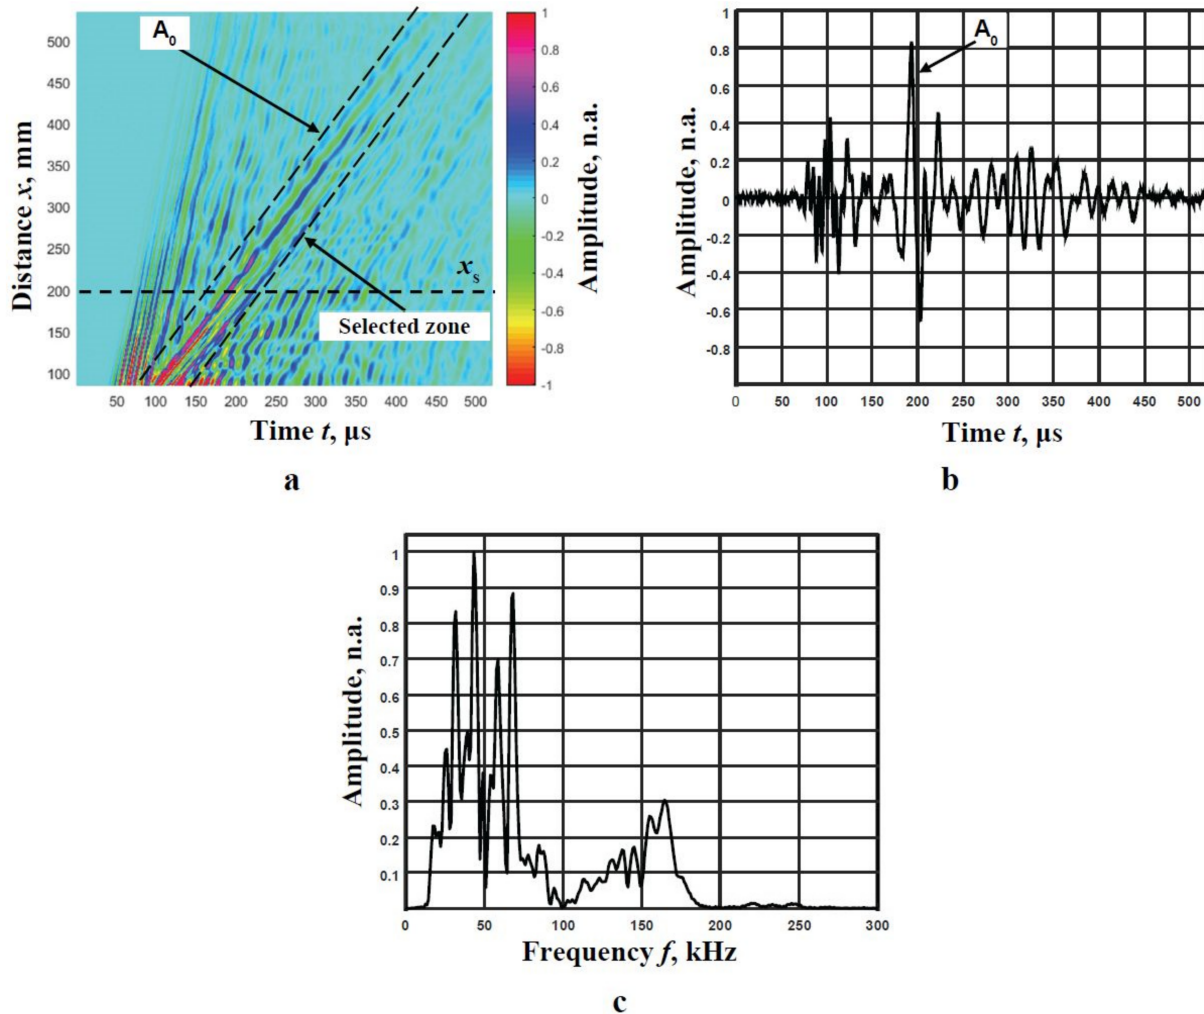 A₀
x_s
Selected zone
Distance x, mm
500
450
400
350
300
250
200
150
100
50 100 150 200 250 300 350 400 450 500
Time t, μs
1
0.8
0.6
0.4
0.2
0
-0.2
-0.4
-0.6
-0.8
-1
Amplitude, n.a.
a
A₀
Amplitude, n.a.
1
0.8
0.6
0.4
0.2
0
-0.2
-0.4
-0.6
-0.8
0 50 100 150 200 250 300 350 400 450 500
Time t, μs
b
Amplitude, n.a.
1
0.9
0.8
0.7
0.6
0.5
0.4
0.3
0.2
0.1
0 50 100 150 200 250 300
Frequency f, kHz
c